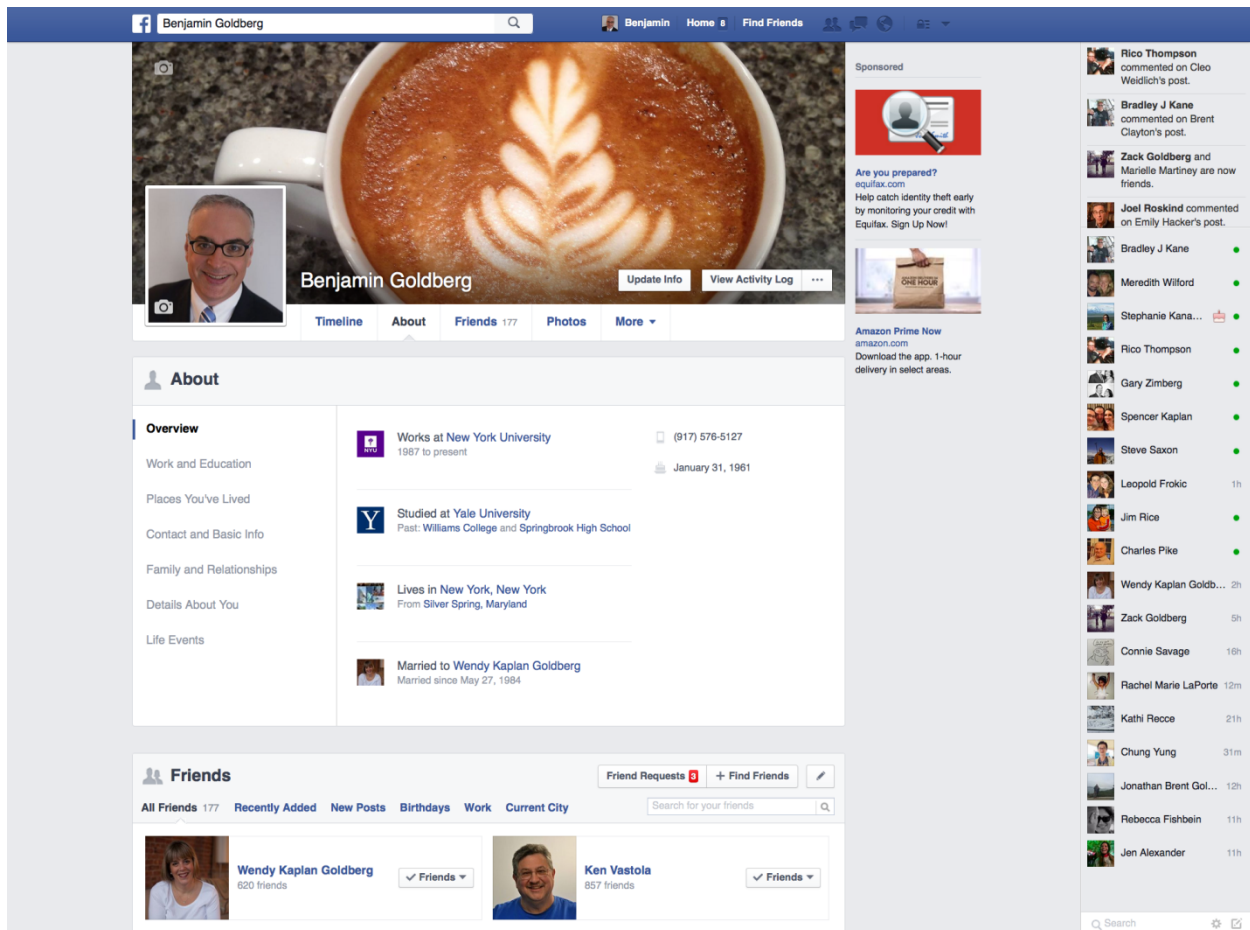 Benjamin Goldberg
Benjamin Home 8 Find Friends
Benjamin Goldberg
Update Info View Activity Log ...
Timeline About Friends 177 Photos More
About
Overview
Work and Education
Places You've Lived
Contact and Basic Info
Family and Relationships
Details About You
Life Events
NYU
Works at New York University
1987 to present
Y
Studied at Yale University
Past: Williams College and Springbrook High School
Lives in New York, New York
From Silver Spring, Maryland
Married to Wendy Kaplan Goldberg
Married since May 27, 1984
(917) 576-5127
January 31, 1961
Friends
Friend Requests 3 + Find Friends
All Friends 177 Recently Added New Posts Birthdays Work Current City
Search for your friends
Wendy Kaplan Goldberg
620 friends
Friends
Ken Vastola
857 friends
Friends
Sponsored
Are you prepared?
equifax.com
Help catch identity theft early
by monitoring your credit with
Equifax. Sign Up Now!
ONE HOUR
Amazon Prime Now
amazon.com
Download the app. 1-hour
delivery in select areas.
Rico Thompson
commented on Cleo
Weidlich's post.
Bradley J Kane
commented on Brent
Clayton's post.
Zack Goldberg and
Marielle Martiney are now
friends.
Joel Roskind commented
on Emily Hacker's post.
Bradley J Kane
Meredith Wilford
Stephanie Kana...
Rico Thompson
Gary Zimberg
Spencer Kaplan
Steve Saxon
Leopold Frokic 1h
Jim Rice
Charles Pike
Wendy Kaplan Goldb... 2h
Zack Goldberg 5h
Connie Savage 16h
Rachel Marie LaPorte 12m
Kathi Recce 21h
Chung Yung 31m
Jonathan Brent Gol... 12h
Rebecca Fishbein 11h
Jen Alexander 11h
Search